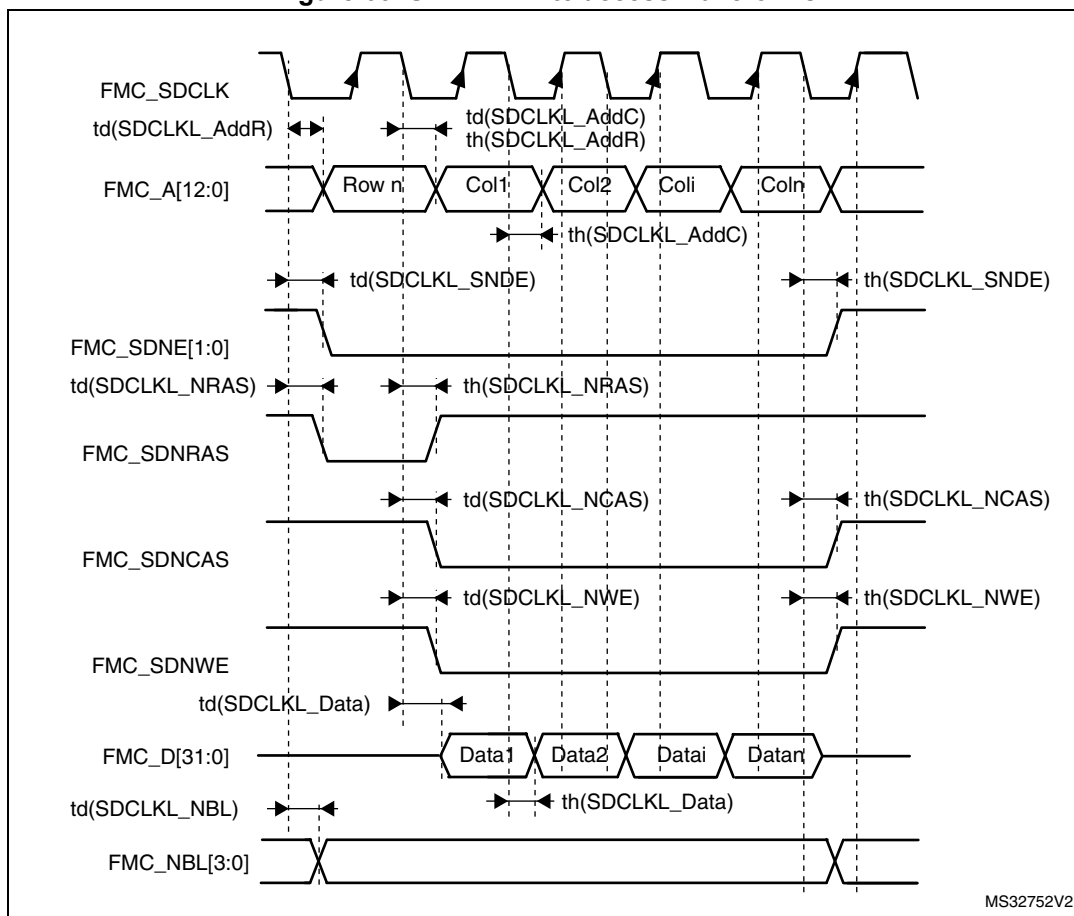 FMC_SDCLK
td(SDCLKL_AddR)
td(SDCLKL_AddC)
th(SDCLKL_AddR)
FMC_A[12:0]
Row n
Col1
Col2
Coli
Coln
th(SDCLKL_AddC)
td(SDCLKL_SNDE)
th(SDCLKL_SNDE)
FMC_SDNE[1:0]
td(SDCLKL_NRAS)
th(SDCLKL_NRAS)
FMC_SDNRAS
td(SDCLKL_NCAS)
th(SDCLKL_NCAS)
FMC_SDNCAS
td(SDCLKL_NWE)
th(SDCLKL_NWE)
FMC_SDNWE
td(SDCLKL_Data)
FMC_D[31:0]
Data1
Data2
Datai
Datan
td(SDCLKL_NBL)
th(SDCLKL_Data)
FMC_NBL[3:0]
MS32752V2